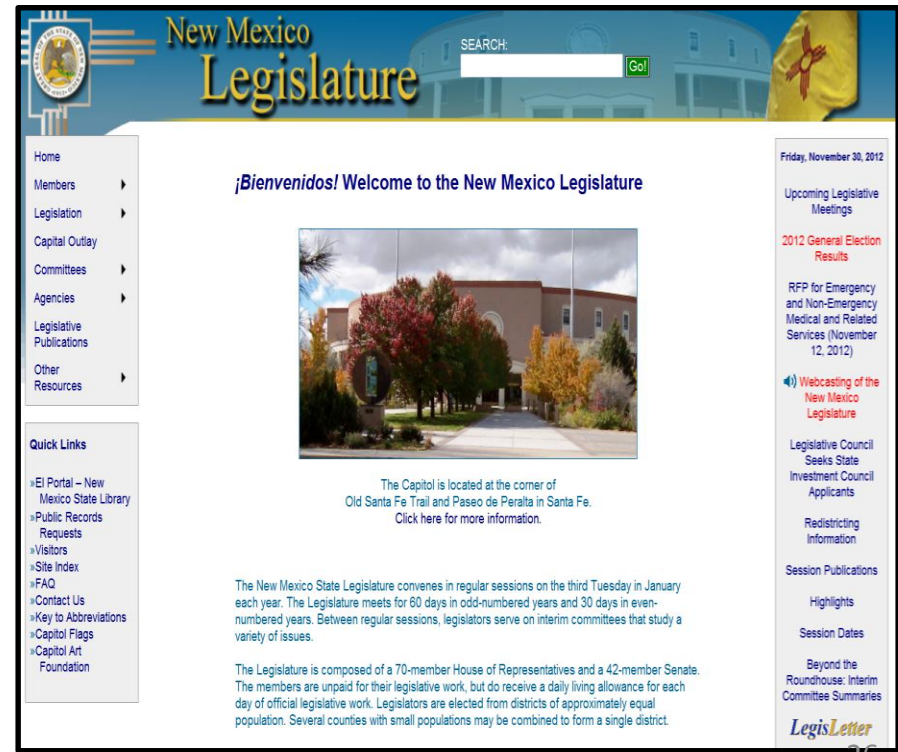 New Mexico
Legislature
SEARCH:
Go!
Home
Members
Legislation
Capital Outlay
Committees
Agencies
Legislative
Publications
Other
Resources
Quick Links
»El Portal – New
Mexico State Library
»Public Records
Requests
»Visitors
»Site Index
»FAQ
»Contact Us
»Key to Abbreviations
»Capitol Flags
»Capitol Art
Foundation
¡Bienvenidos! Welcome to the New Mexico Legislature
The Capitol is located at the corner of
Old Santa Fe Trail and Paseo de Peralta in Santa Fe.
Click here for more information.
The New Mexico State Legislature convenes in regular sessions on the third Tuesday in January
each year. The Legislature meets for 60 days in odd-numbered years and 30 days in even-
numbered years. Between regular sessions, legislators serve on interim committees that study a
variety of issues.
The Legislature is composed of a 70-member House of Representatives and a 42-member Senate.
The members are unpaid for their legislative work, but do receive a daily living allowance for each
day of official legislative work. Legislators are elected from districts of approximately equal
population. Several counties with small populations may be combined to form a single district.
Friday, November 30, 2012
Upcoming Legislative
Meetings
2012 General Election
Results
RFP for Emergency
and Non-Emergency
Medical and Related
Services (November
12, 2012)
Webcasting of the
New Mexico
Legislature
Legislative Council
Seeks State
Investment Council
Applicants
Redistricting
Information
Session Publications
Highlights
Session Dates
Beyond the
Roundhouse: Interim
Committee Summaries
LegisLetter